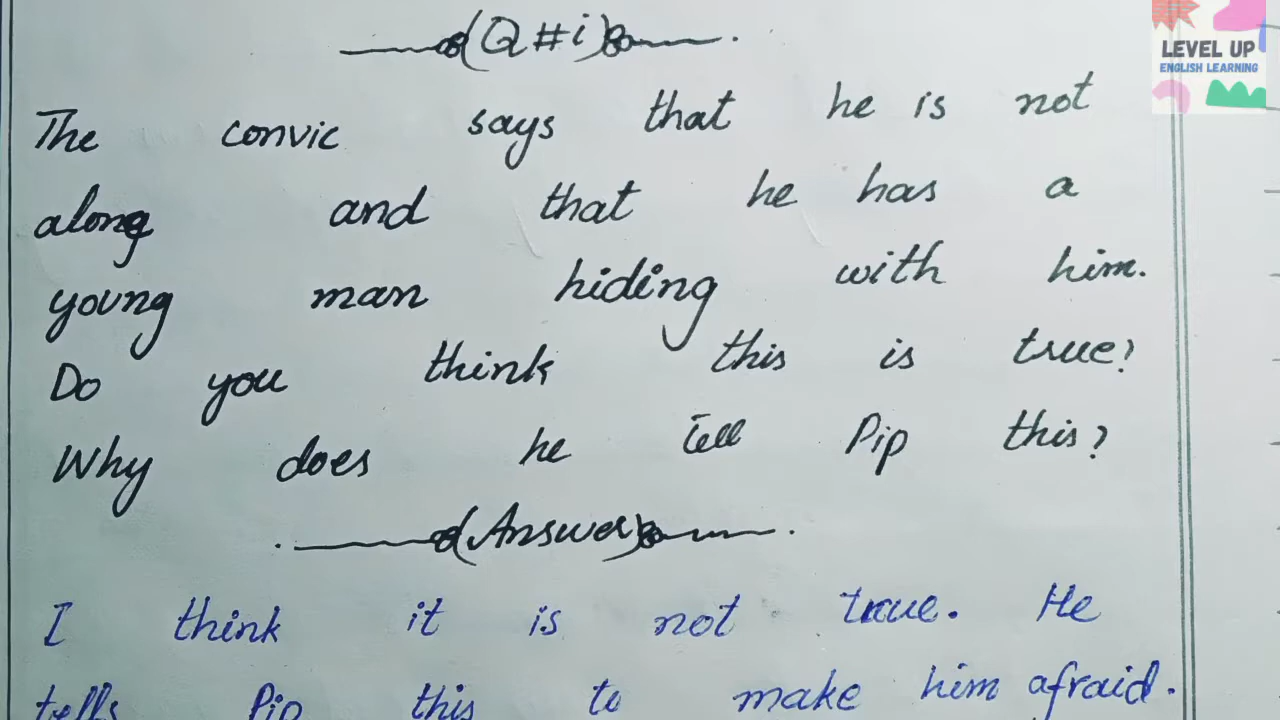 (Q#i)
LEVEL UP
ENGLISH LEARNING
The convic says that he is not
along and that he has a
young man hiding with him.
Do you think this is true?
Why does he Tell Pip this?
(Answer)
I think it is not true. He
tells Pip this to make him afraid.